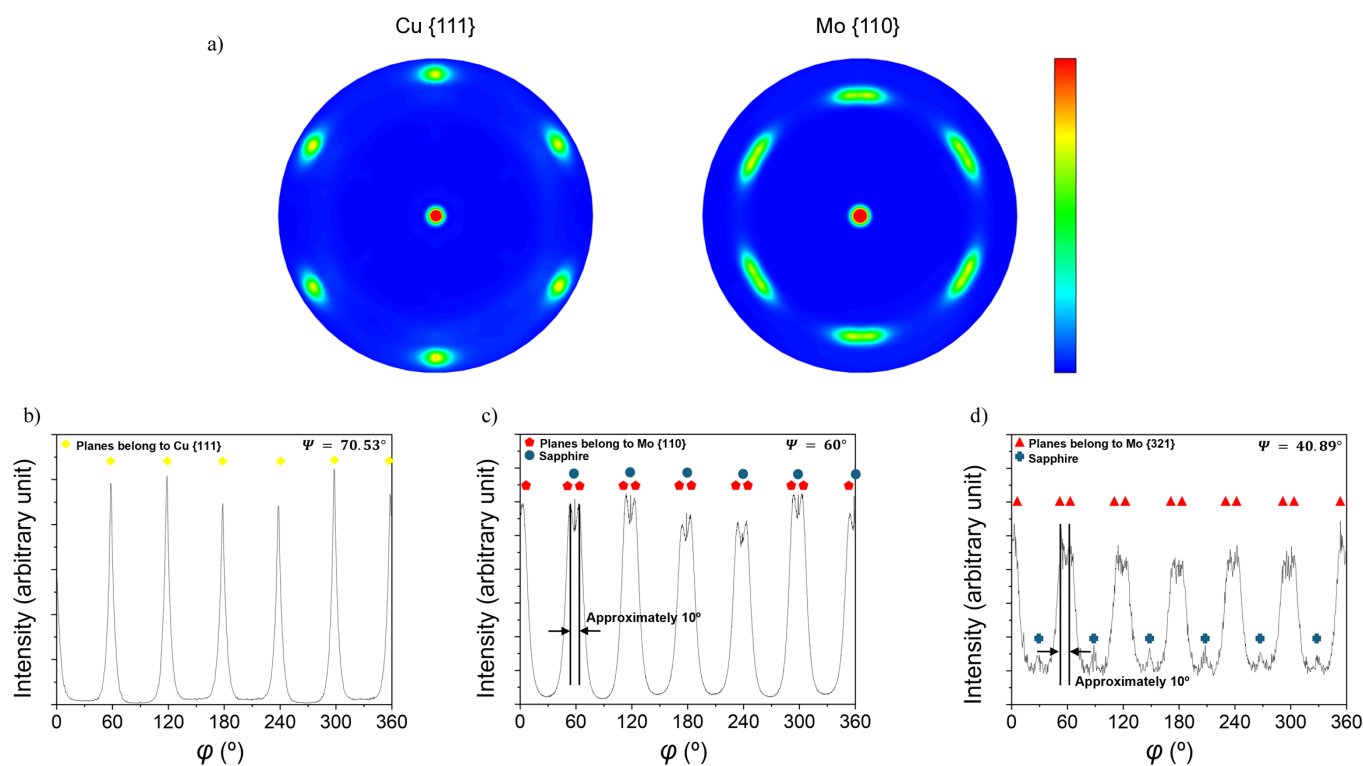 a)
Cu {111}
Mo {110}
b)
Planes belong to Cu {111}
Ψ = 70.53°
Intensity (arbitrary unit)
0 60 120 180 240 300 360
φ (º)
c)
Planes belong to Mo {110}
Ψ = 60°
Sapphire
Approximately 10º
Intensity (arbitrary unit)
0 60 120 180 240 300 360
φ (º)
d)
Planes belong to Mo {321}
Ψ = 40.89°
Sapphire
Approximately 10º
Intensity (arbitrary unit)
0 60 120 180 240 300 360
φ (º)